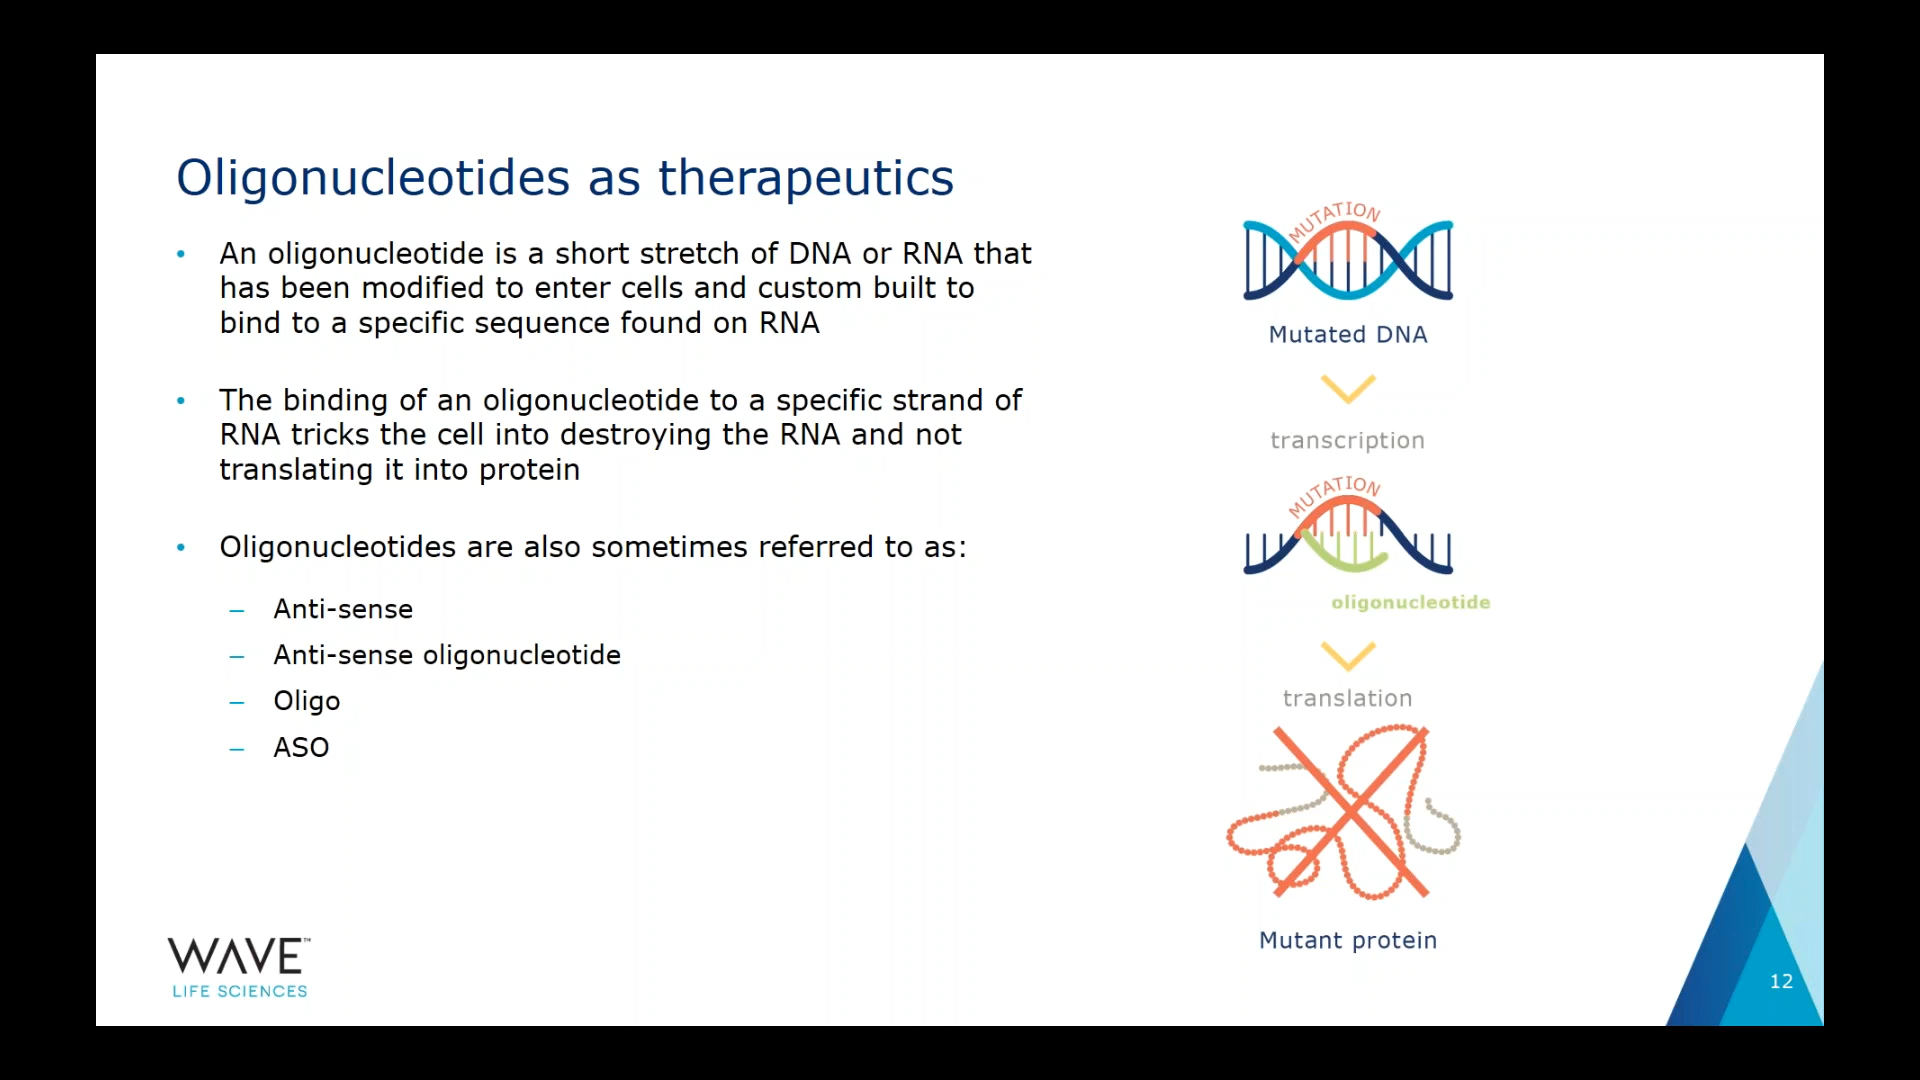 Oligonucleotides as therapeutics
• An oligonucleotide is a short stretch of DNA or RNA that
has been modified to enter cells and custom built to
bind to a specific sequence found on RNA
• The binding of an oligonucleotide to a specific strand of
RNA tricks the cell into destroying the RNA and not
translating it into protein
• Oligonucleotides are also sometimes referred to as:
– Anti-sense
– Anti-sense oligonucleotide
– Oligo
– ASO
MUTATION
Mutated DNA
transcription
MUTATION
oligonucleotide
translation
Mutant protein
WAVE™
LIFE SCIENCES
12